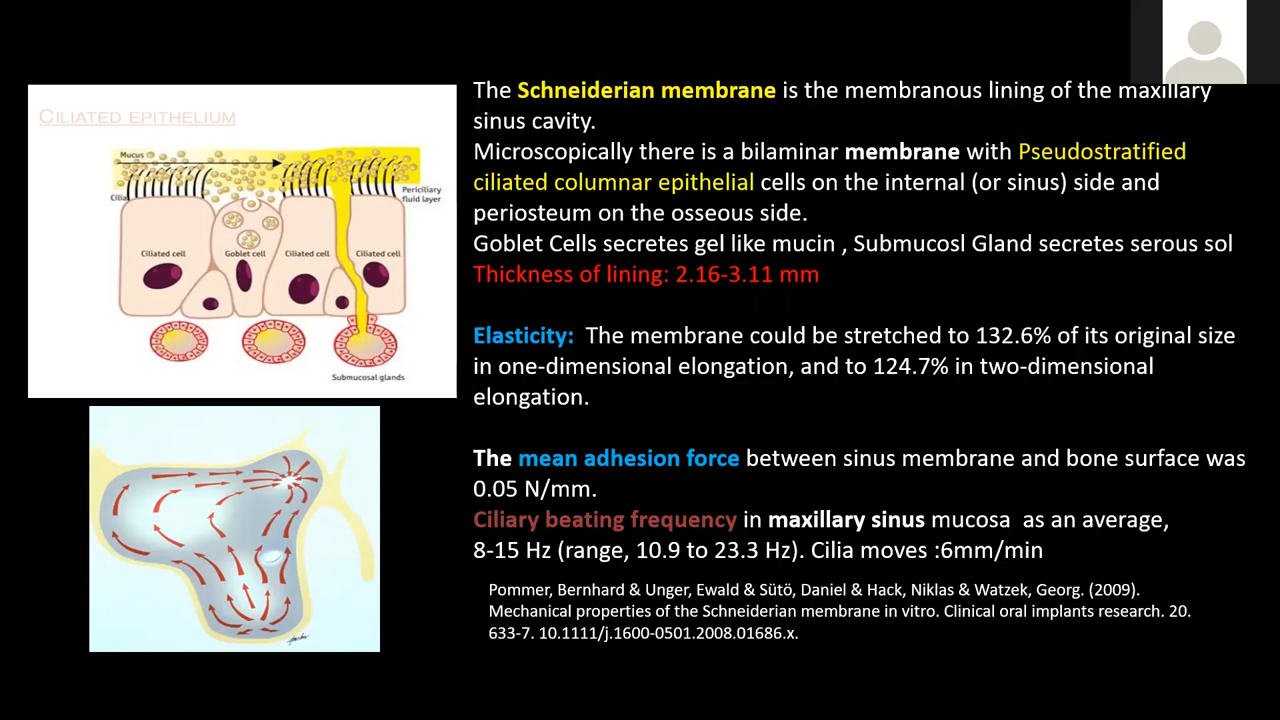 CILIATED EPITHELIUM
Mucus
Cilia
Periciliary
fluid layer
Ciliated cell
Goblet cell
Ciliated cell
Ciliated cell
Submucosal glands
The Schneiderian membrane is the membranous lining of the maxillary
sinus cavity.
Microscopically there is a bilaminar membrane with Pseudostratified
ciliated columnar epithelial cells on the internal (or sinus) side and
periosteum on the osseous side.
Goblet Cells secretes gel like mucin , Submucosl Gland secretes serous sol
Thickness of lining: 2.16-3.11 mm
Elasticity: The membrane could be stretched to 132.6% of its original size
in one-dimensional elongation, and to 124.7% in two-dimensional
elongation.
The mean adhesion force between sinus membrane and bone surface was
0.05 N/mm.
Ciliary beating frequency in maxillary sinus mucosa as an average,
8-15 Hz (range, 10.9 to 23.3 Hz). Cilia moves :6mm/min
Pommer, Bernhard & Unger, Ewald & Sütö, Daniel & Hack, Niklas & Watzek, Georg. (2009).
Mechanical properties of the Schneiderian membrane in vitro. Clinical oral implants research. 20.
633-7. 10.1111/j.1600-0501.2008.01686.x.